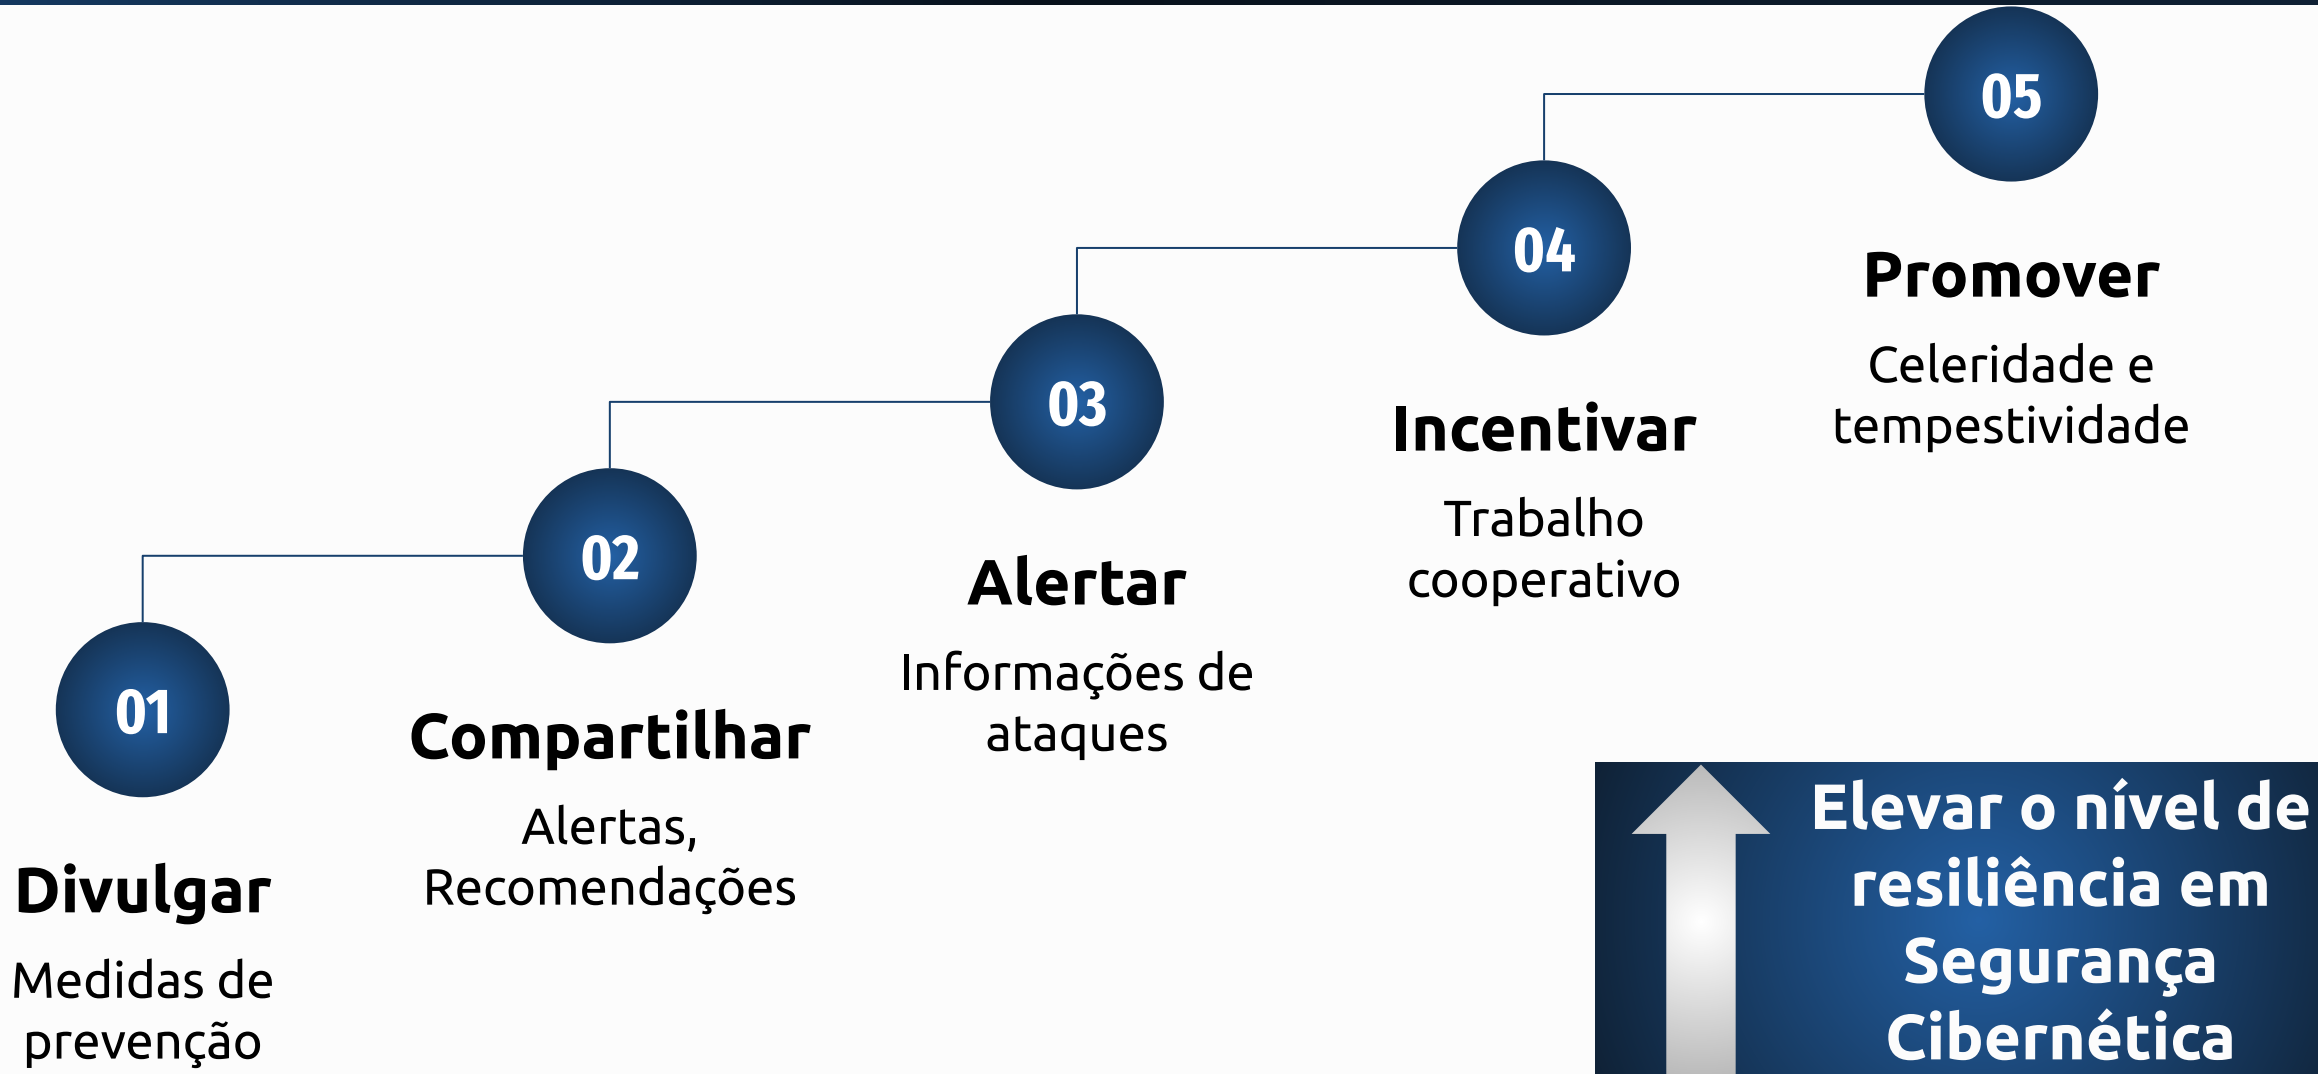 01
Divulgar
Medidas de
prevenção
02
Compartilhar
Alertas,
Recomendações
03
Alertar
Informações de
ataques
04
Incentivar
Trabalho
cooperativo
05
Promover
Celeridade e
tempestividade
Elevar o nível de
resiliência em
Segurança
Cibernética